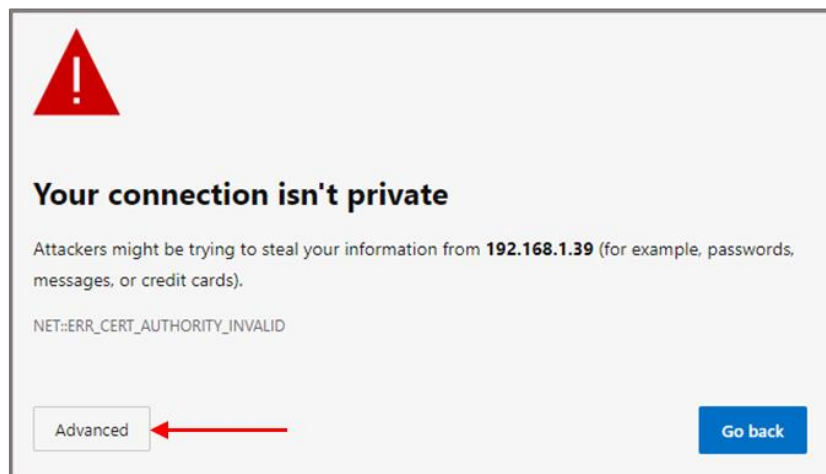 Your connection isn't private
Attackers might be trying to steal your information from 192.168.1.39 (for example, passwords,
messages, or credit cards).
NET::ERR_CERT_AUTHORITY_INVALID
Advanced
Go back